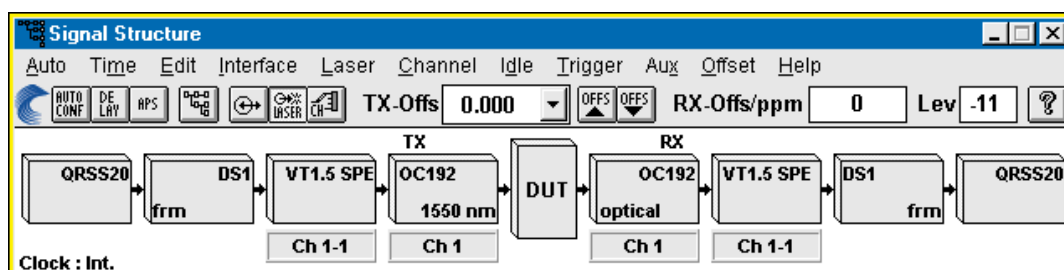 Signal Structure
Auto Time Edit Interface Laser Channel Idle Trigger Aux Offset Help
AUTO CONF DE LAY APS LASER CH TX-Offs 0.000 OFFS OFFS RX-Offs/ppm 0 Lev -11 ?
TX RX
QRSS20 DS1 VT1.5 SPE OC192 DUT OC192 VT1.5 SPE DS1 QRSS20
frm 1550 nm optical frm
Ch 1-1 Ch 1 Ch 1 Ch 1-1
Clock : Int.